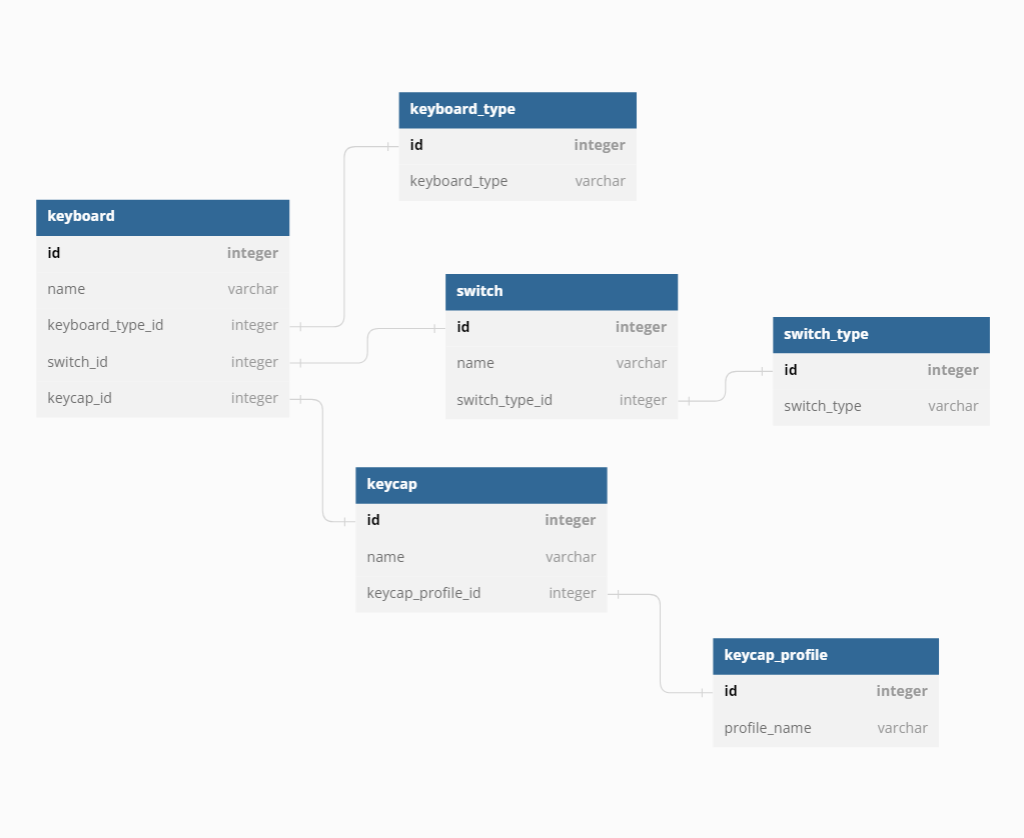 keyboard_type
id integer
keyboard_type varchar
keyboard
id integer
name varchar
keyboard_type_id integer
switch_id integer
keycap_id integer
switch
id integer
name varchar
switch_type_id integer
switch_type
id integer
switch_type varchar
keycap
id integer
name varchar
keycap_profile_id integer
keycap_profile
id integer
profile_name varchar